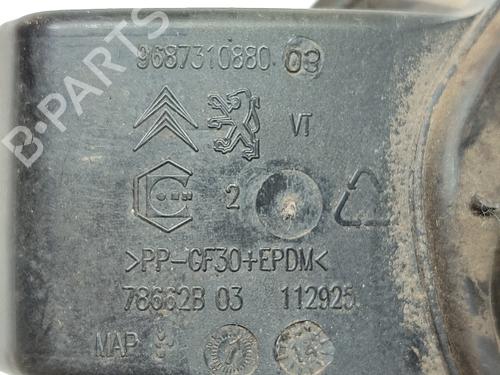 9687310880 03
VT
2
>PP-GF30+EPDM<
78662B 03 112925
MAP
B-PARTS